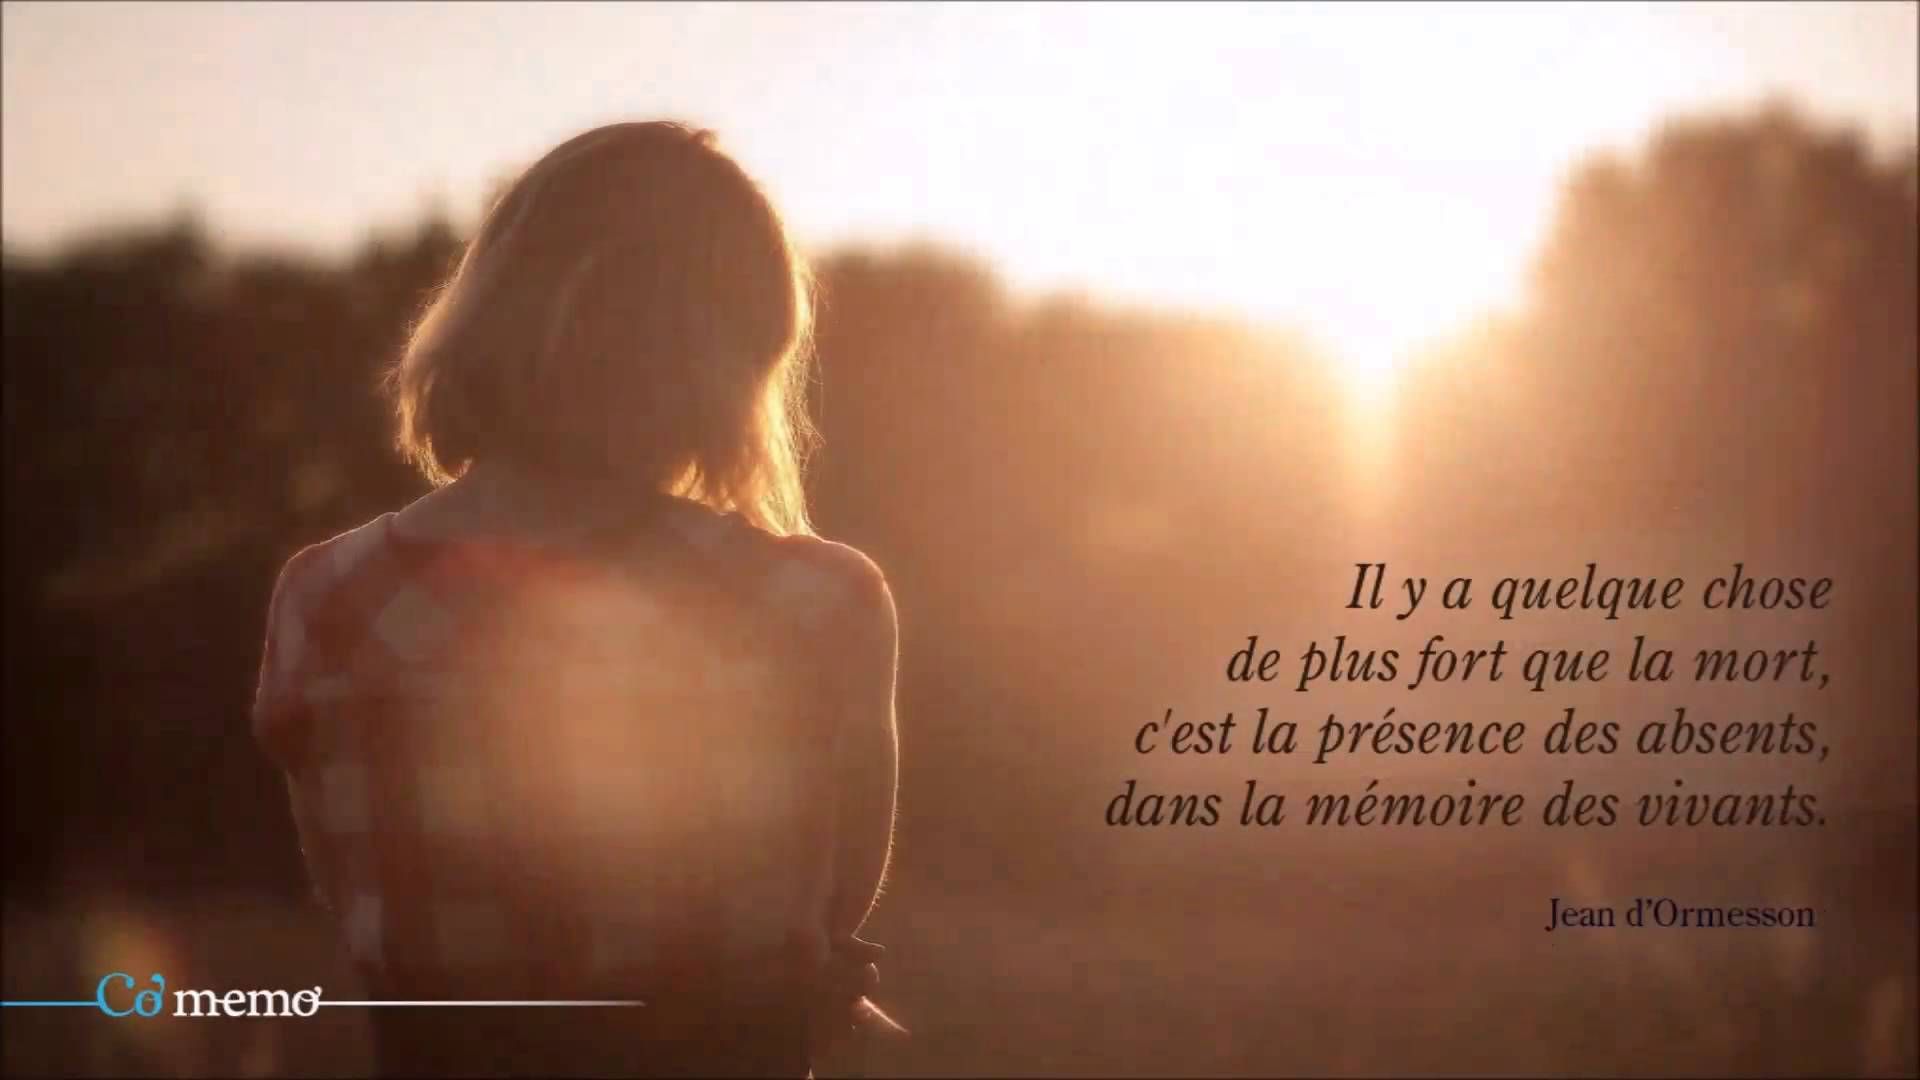 Il y a quelque chose
de plus fort que la mort,
c'est la présence des absents,
dans la mémoire des vivants.
Jean d'Ormesson
Co memo